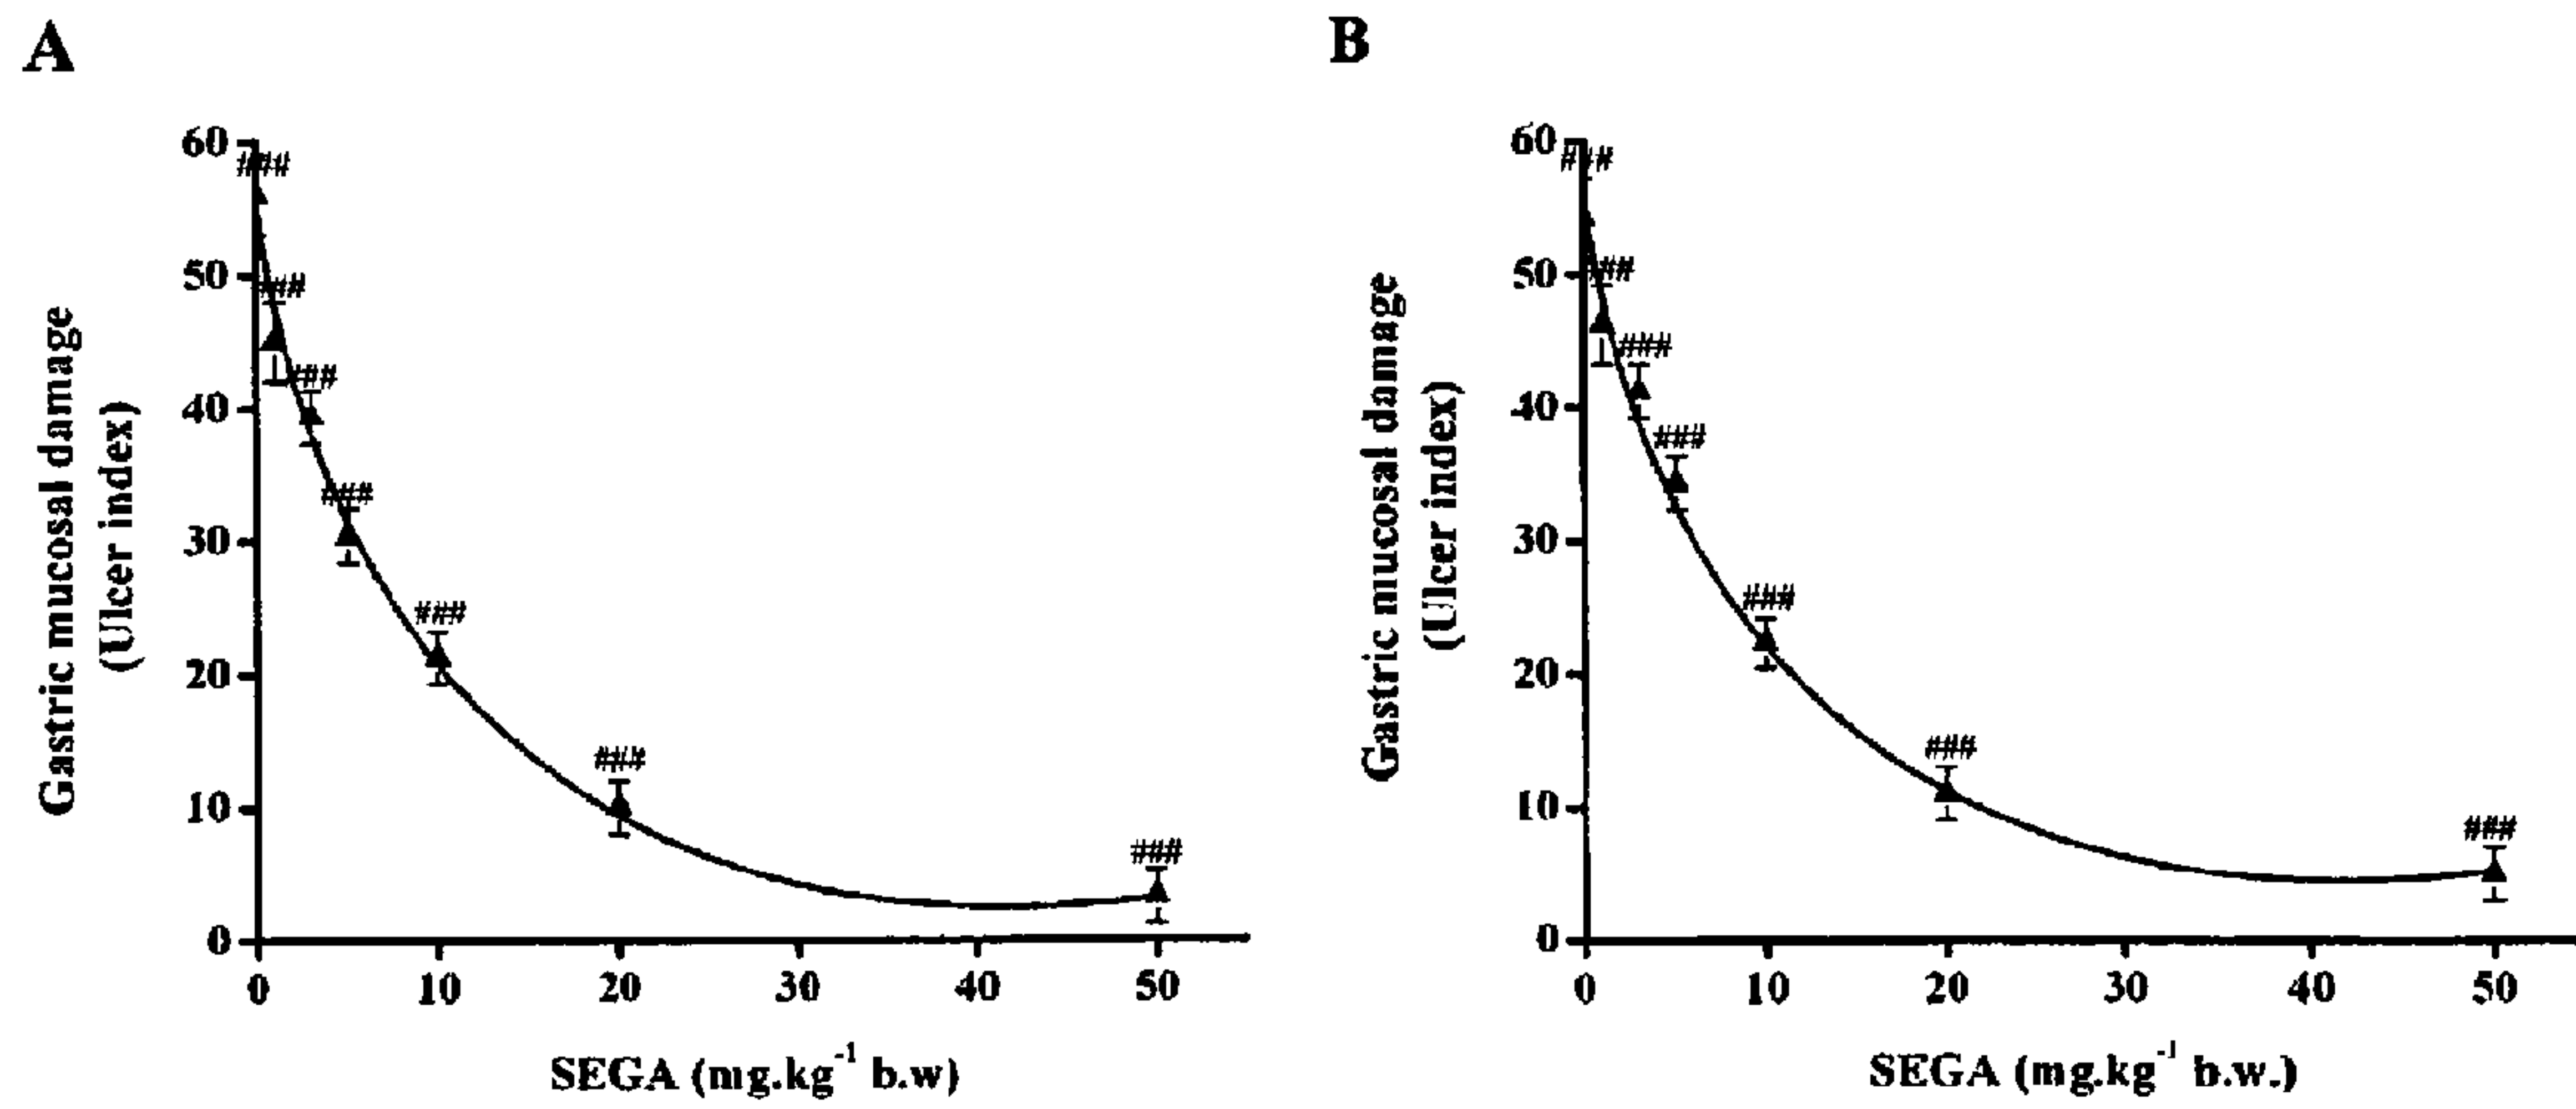 A
B
60
###
50
###
40
###
###
30
###
20
###
10
###
0
0 10 20 30 40 50
Gastric mucosal damage
(Ulcer index)
SEGA (mg.kg⁻¹ b.w)
60
###
50
##
###
40
###
30
###
20
###
10
###
0
0 10 20 30 40 50
Gastric mucosal damage
(Ulcer index)
SEGA (mg.kg⁻¹ b.w.)